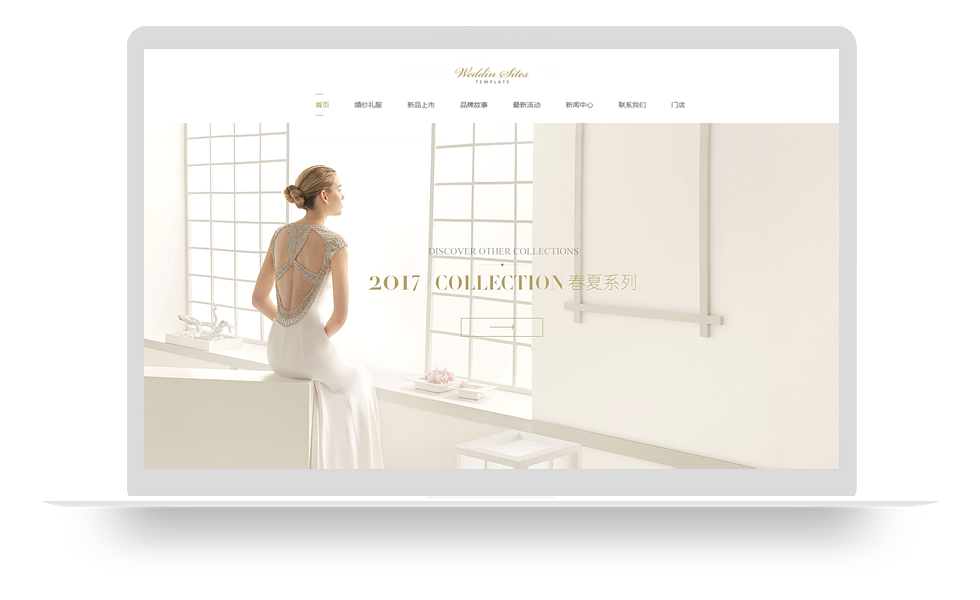 Weddin Sites
TEMPLATE
首页 婚纱礼服 新品上市 品牌故事 最新活动 新闻中心 联系我们 门店
DISCOVER OTHER COLLECTIONS
2017 / COLLECTION 春夏系列